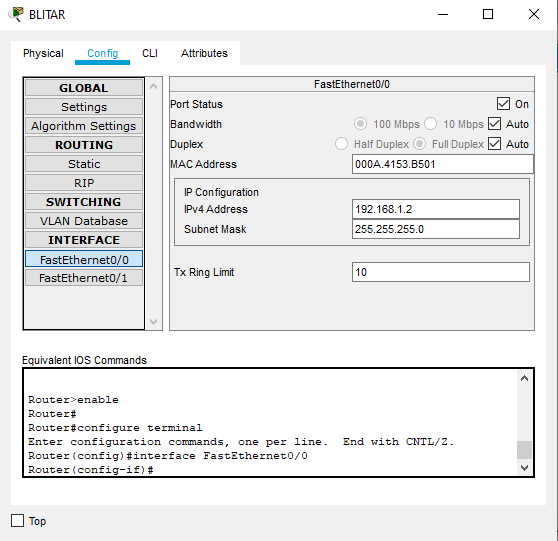 BLITAR
Physical Config CLI Attributes
GLOBAL
Settings
Algorithm Settings
ROUTING
Static
RIP
SWITCHING
VLAN Database
INTERFACE
FastEthernet0/0
FastEthernet0/1
FastEthernet0/0
Port Status On
Bandwidth 100 Mbps 10 Mbps Auto
Duplex Half Duplex Full Duplex Auto
MAC Address 000A.4153.B501
IP Configuration
IPv4 Address 192.168.1.2
Subnet Mask 255.255.255.0
Tx Ring Limit 10
Equivalent IOS Commands
Router>enable
Router#
Router#configure terminal
Enter configuration commands, one per line. End with CNTL/Z.
Router(config)#interface FastEthernet0/0
Router(config-if)#
Top